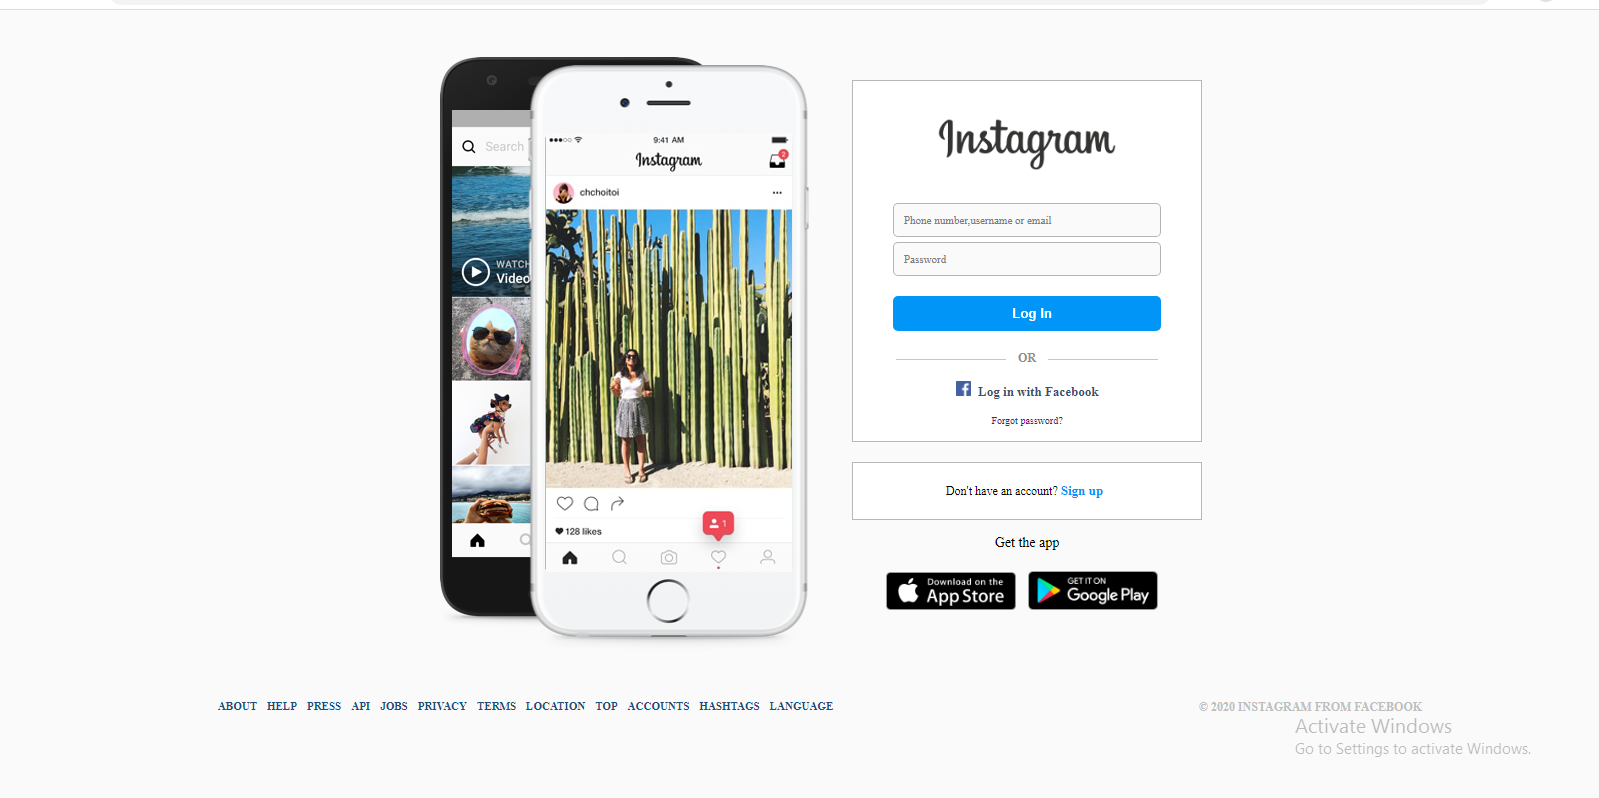 Search
WATCH
Video
9:41 AM
Instagram
2
chchoitoi
128 likes
1
Instagram
Phone number,username or email
Password
Log In
OR
Log in with Facebook
Forgot password?
Don't have an account? Sign up
Get the app
Download on the
App Store
GET IT ON
Google Play
ABOUT HELP PRESS API JOBS PRIVACY TERMS LOCATION TOP ACCOUNTS HASHTAGS LANGUAGE
© 2020 INSTAGRAM FROM FACEBOOK
Activate Windows
Go to Settings to activate Windows.